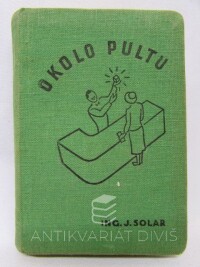 OKOLO PULTU
ING. J. SOLAR
ANTIKVARIÁT DIVIŠ